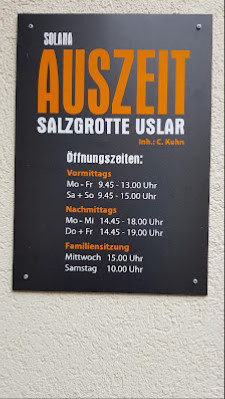 SOLANA
AUSZEIT
SALZGROTTE USLAR
Inh.: C. Kuhn
Öffnungszeiten:
Vormittags
Mo - Fr 9.45 - 13.00 Uhr
Sa + So 9.45 - 15.00 Uhr
Nachmittags
Mo - Mi 14.45 - 18.00 Uhr
Do + Fr 14.45 - 19.00 Uhr
Familiensitzung
Mittwoch 15.00 Uhr
Samstag 10.00 Uhr